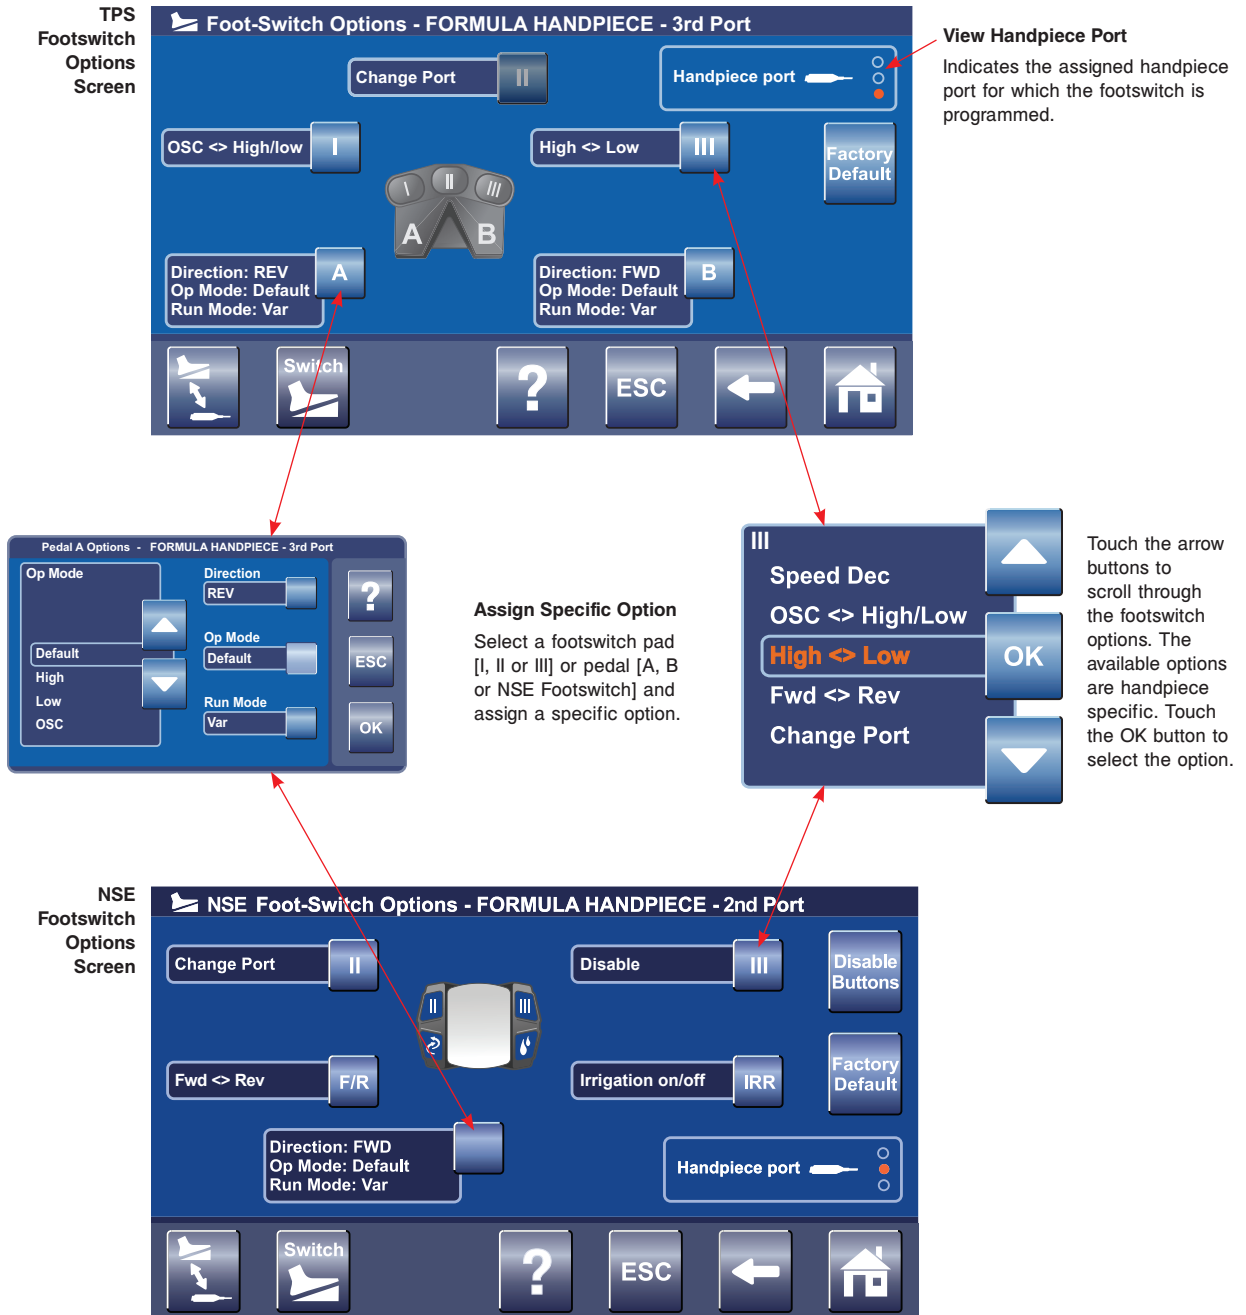 TPS
Footswitch
Options
Screen
Foot-Switch Options - FORMULA HANDPIECE - 3rd Port
Change Port
II
Handpiece port
View Handpiece Port
Indicates the assigned handpiece
port for which the footswitch is
programmed.
OSC <> High/low
I
High <> Low
III
Factory
Default
I
II
III
A
B
Direction: REV
Op Mode: Default
Run Mode: Var
A
Direction: FWD
Op Mode: Default
Run Mode: Var
B
Switch
?
ESC
Pedal A Options - FORMULA HANDPIECE - 3rd Port
Op Mode
Default
High
Low
OSC
Direction
REV
Op Mode
Default
Run Mode
Var
?
ESC
OK
Assign Specific Option
Select a footswitch pad
[I, II or III] or pedal [A, B
or NSE Footswitch] and
assign a specific option.
III
Speed Dec
OSC <> High/Low
High <> Low
Fwd <> Rev
Change Port
OK
Touch the arrow
buttons to
scroll through
the footswitch
options. The
available options
are handpiece
specific. Touch
the OK button to
select the option.
NSE
Footswitch
Options
Screen
NSE Foot-Switch Options - FORMULA HANDPIECE - 2nd Port
Change Port
II
Disable
III
Disable
Buttons
II
III
Fwd <> Rev
F/R
Irrigation on/off
IRR
Factory
Default
Direction: FWD
Op Mode: Default
Run Mode: Var
Handpiece port
Switch
?
ESC